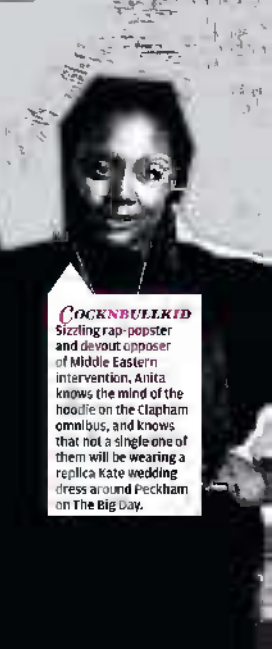 COCKNBULLKID
Sizzling rap-popster
and devout opposer
of Middle Eastern
intervention, Anita
knows the mind of the
hoodie on the Clapham
omnibus, and knows
that not a single one of
them will be wearing a
replica Kate wedding
dress around Peckham
on The Big Day.